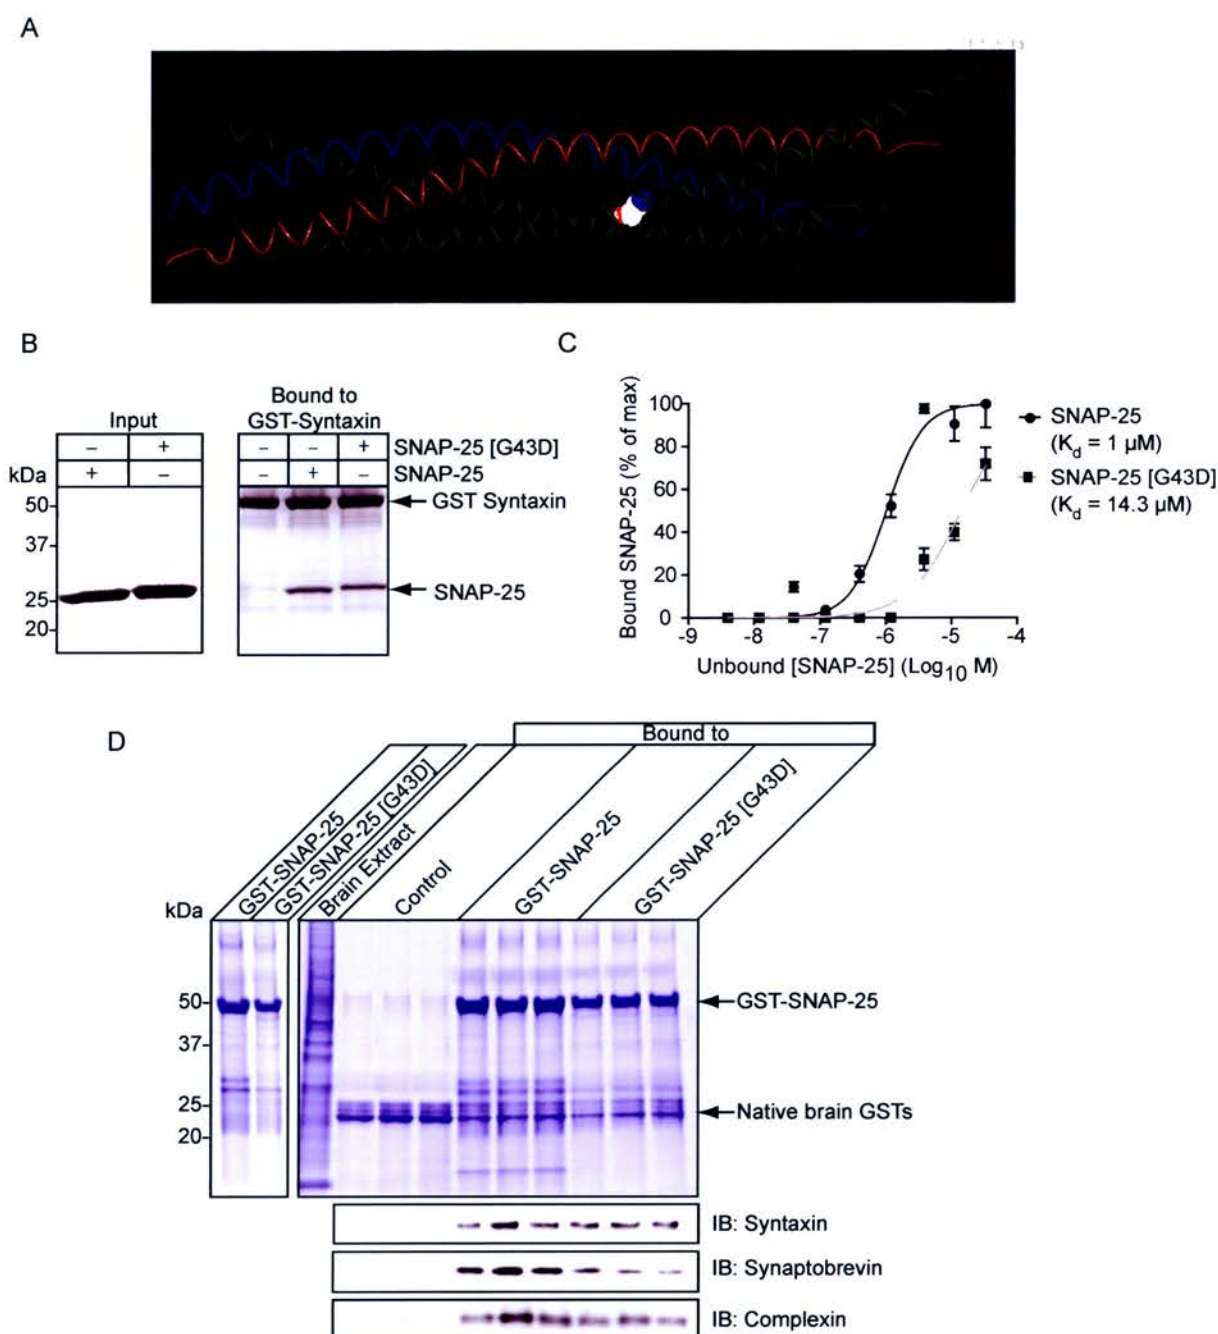 A
B
Input
- +
kDa + -
50-
37-
25-
20-
Bound to
GST-Syntaxin
- - + SNAP-25 [G43D]
- + - SNAP-25
GST Syntaxin
SNAP-25
C
Bound SNAP-25 (% of max)
100
80
60
40
20
0
-9 -8 -7 -6 -5 -4
Unbound [SNAP-25] (Log10 M)
SNAP-25
(Kd = 1 µM)
SNAP-25 [G43D]
(Kd = 14.3 µM)
D
Bound to
GST-SNAP-25
GST-SNAP-25 [G43D]
Brain Extract
Control
GST-SNAP-25
GST-SNAP-25 [G43D]
kDa
50-
37-
25-
20-
GST-SNAP-25
Native brain GSTs
IB: Syntaxin
IB: Synaptobrevin
IB: Complexin